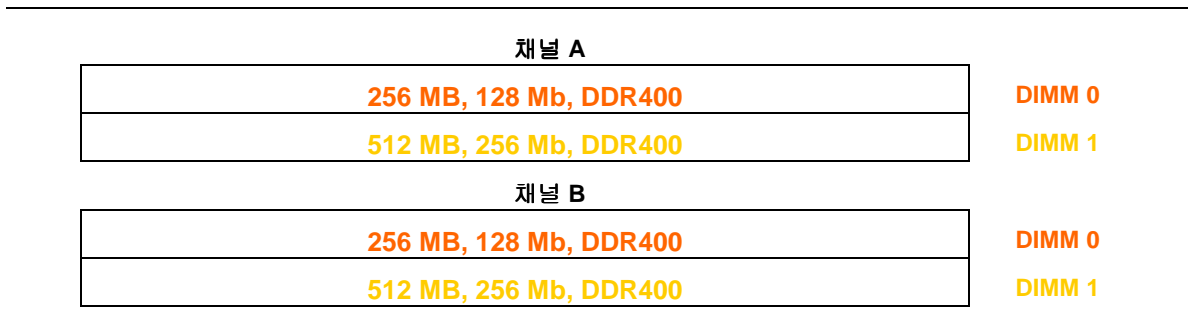 채널 A
256 MB, 128 Mb, DDR400 DIMM 0
512 MB, 256 Mb, DDR400 DIMM 1
채널 B
256 MB, 128 Mb, DDR400 DIMM 0
512 MB, 256 Mb, DDR400 DIMM 1